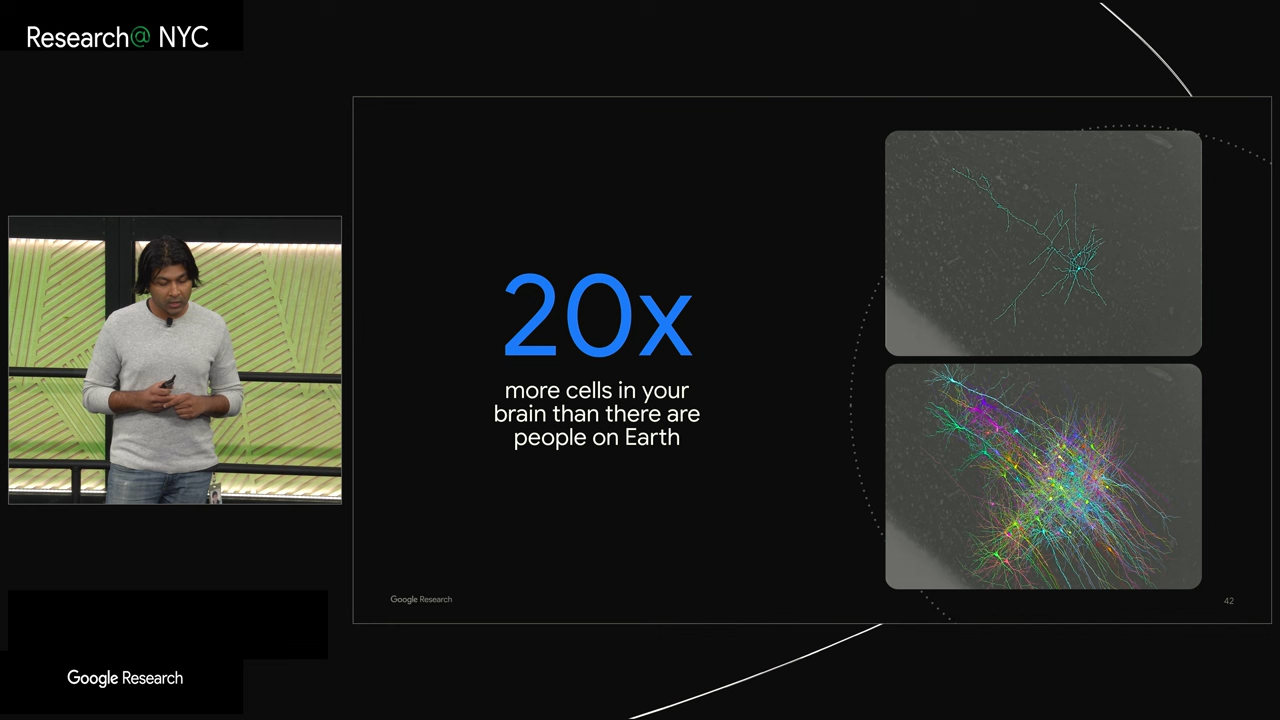 Research@ NYC
20x
more cells in your
brain than there are
people on Earth
Google Research
42
Google Research